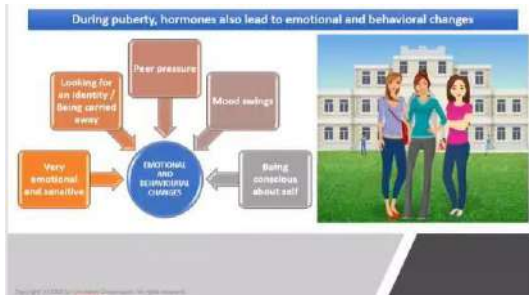 During puberty, hormones also lead to emotional and behavioral changes
Peer pressure
Looking for
an identity /
Being carried
away
Mood swings
Very
emotional
and sensitive
EMOTIONAL
AND
BEHAVIOURAL
CHANGES
Being
conscious
about self